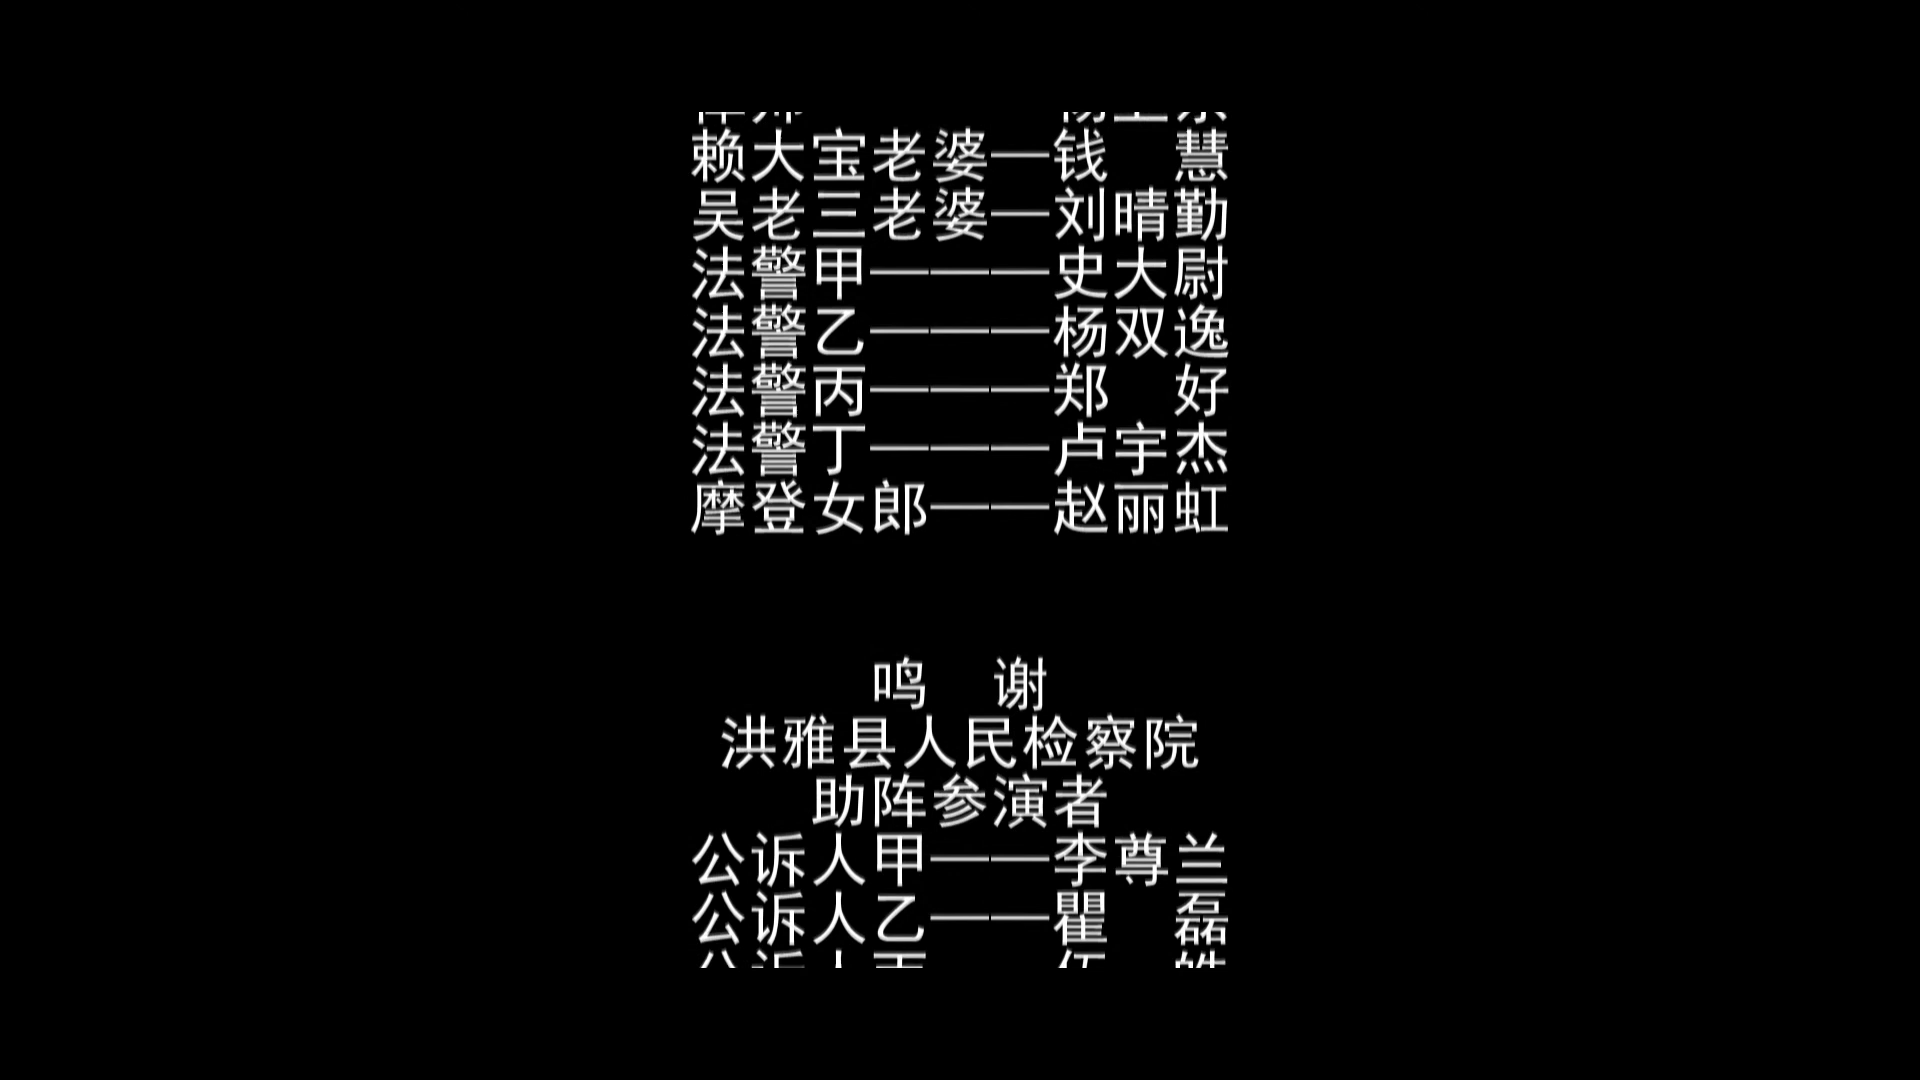 赖大宝老婆—钱　慧
吴老三老婆—刘晴勤
法警甲———史大尉
法警乙———杨双逸
法警丙———郑　好
法警丁———卢宇杰
摩登女郎——赵丽虹
鸣　谢
洪雅县人民检察院
助阵参演者
公诉人甲——李尊兰
公诉人乙——瞿　磊